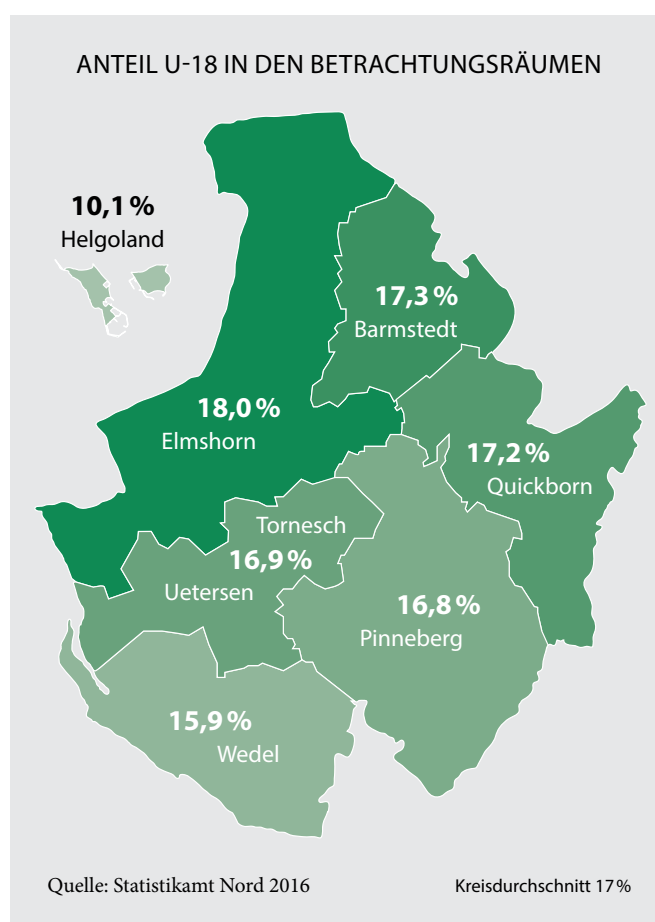 ANTEIL U-18 IN DEN BETRACHTUNGSRÄUMEN
10,1 %
Helgoland
17,3 %
Barmstedt
18,0 %
Elmshorn
17,2 %
Quickborn
Tornesch
16,9 %
Uetersen
16,8 %
Pinneberg
15,9 %
Wedel
Quelle: Statistikamt Nord 2016
Kreisdurchschnitt 17 %